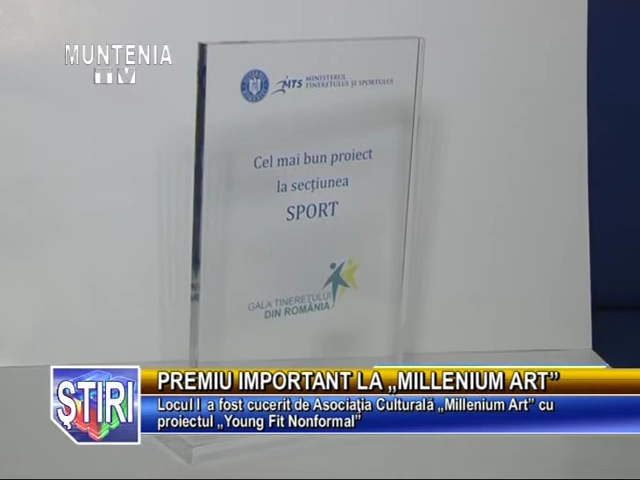 MUNTENIA
TV
MTS MINISTERUL
TINERETULUI ȘI SPORTULUI
Cel mai bun proiect
la secțiunea
SPORT
GALA TINERETULUI
DIN ROMÂNIA
ȘTIRI
PREMIU IMPORTANT LA „MILLENIUM ART”
Locul I a fost cucerit de Asociaţia Culturală „Millenium Art” cu
proiectul „Young Fit Nonformal”